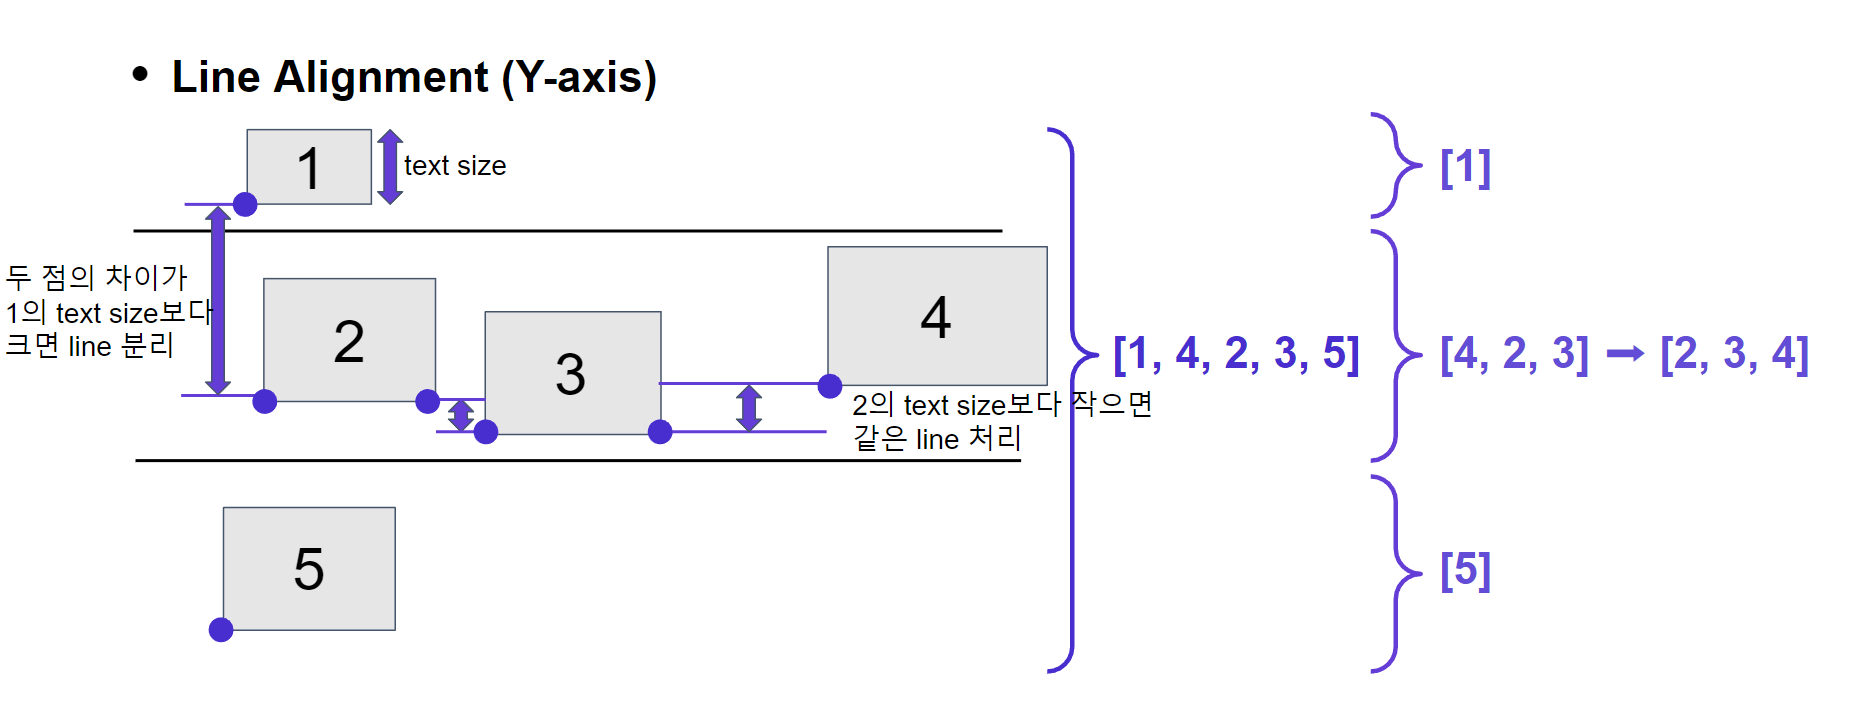 • Line Alignment (Y-axis)
1
text size
[1]
두 점의 차이가
1의 text size보다
크면 line 분리
2
3
4
[1, 4, 2, 3, 5]
[4, 2, 3] ➡ [2, 3, 4]
2의 text size보다 작으면
같은 line 처리
5
[5]